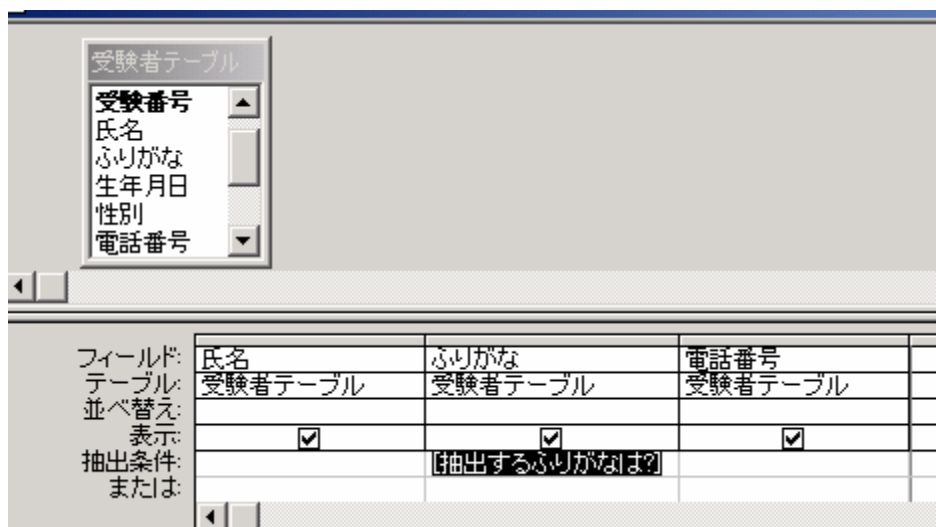 受験者テーブル
受験番号
氏名
ふりがな
生年月日
性別
電話番号
フィールド: 氏名 ふりがな 電話番号
テーブル: 受験者テーブル 受験者テーブル 受験者テーブル
並べ替え:
表示:
抽出条件: [抽出するふりがなは?]
または: